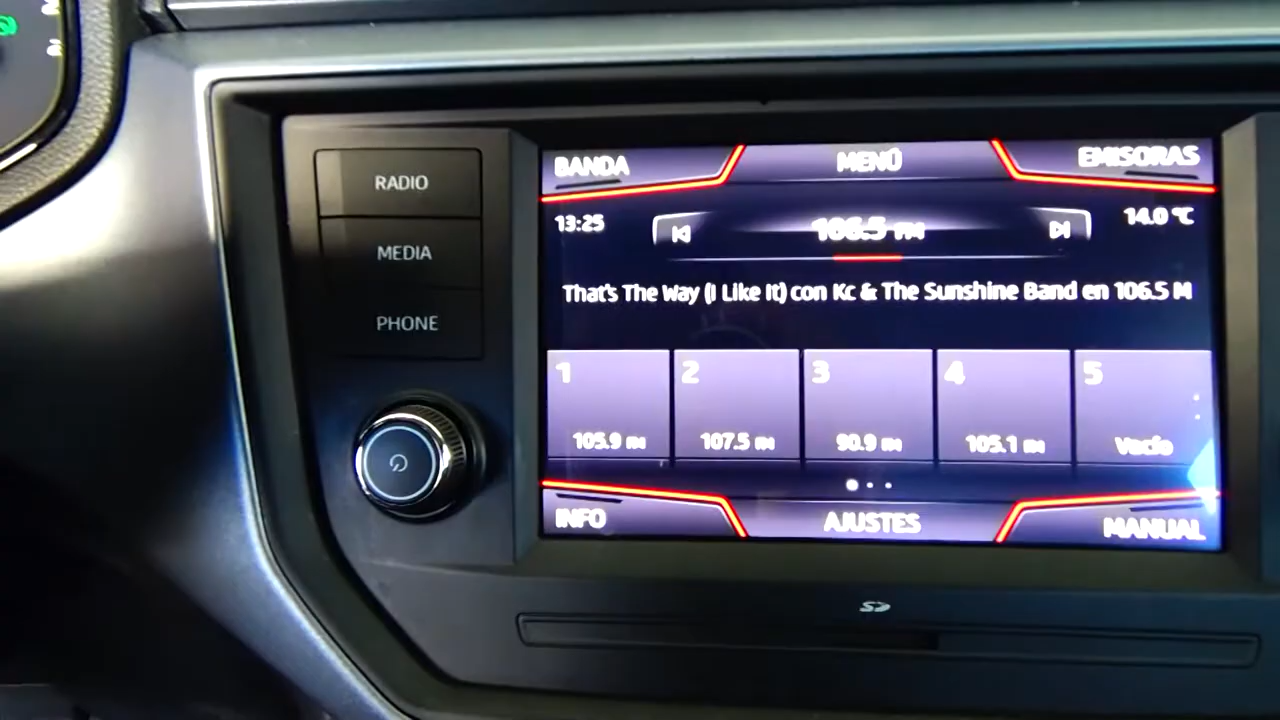 RADIO
MEDIA
PHONE
BANDA
MENÚ
EMISORAS
13:25
106.5 FM
14.0 °C
That's The Way (I Like It) con Kc & The Sunshine Band en 106.5 M
1
2
3
4
5
105.9 FM
107.5 FM
90.9 FM
105.1 FM
Vacío
INFO
AJUSTES
MANUAL
SD